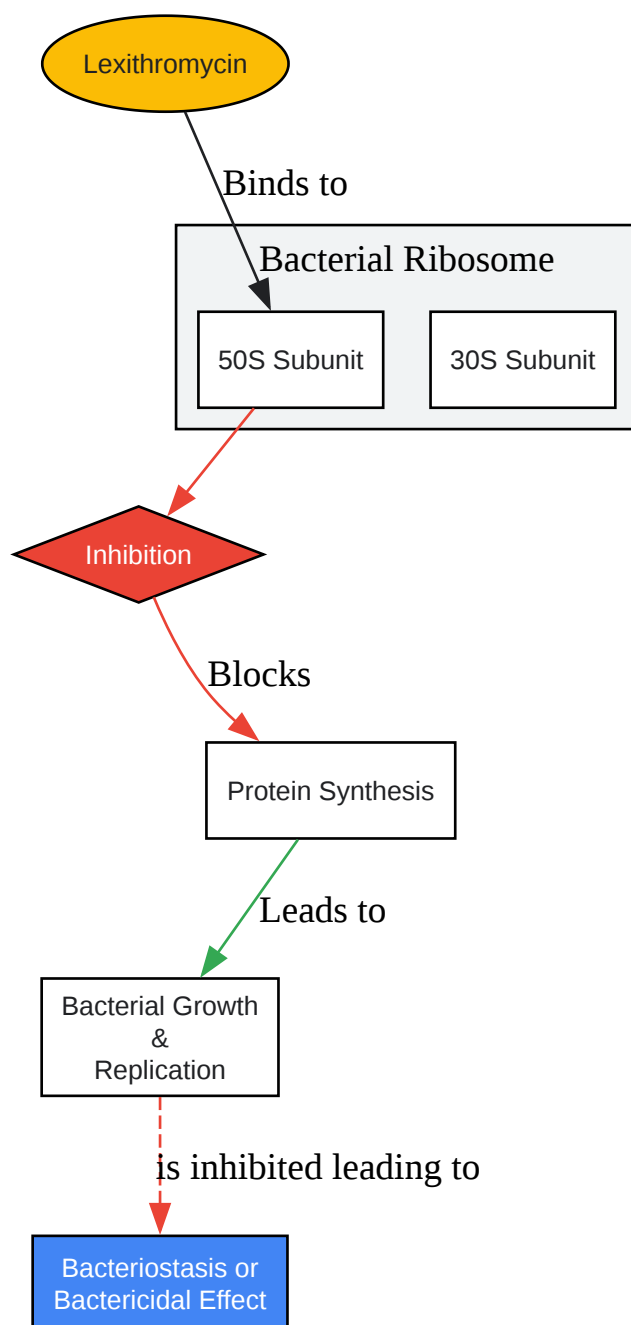 Lexithromycin
Binds to
Bacterial Ribosome
50S Subunit
30S Subunit
Inhibition
Blocks
Protein Synthesis
Leads to
Bacterial Growth
&
Replication
is inhibited leading to
Bacteriostasis or
Bactericidal Effect